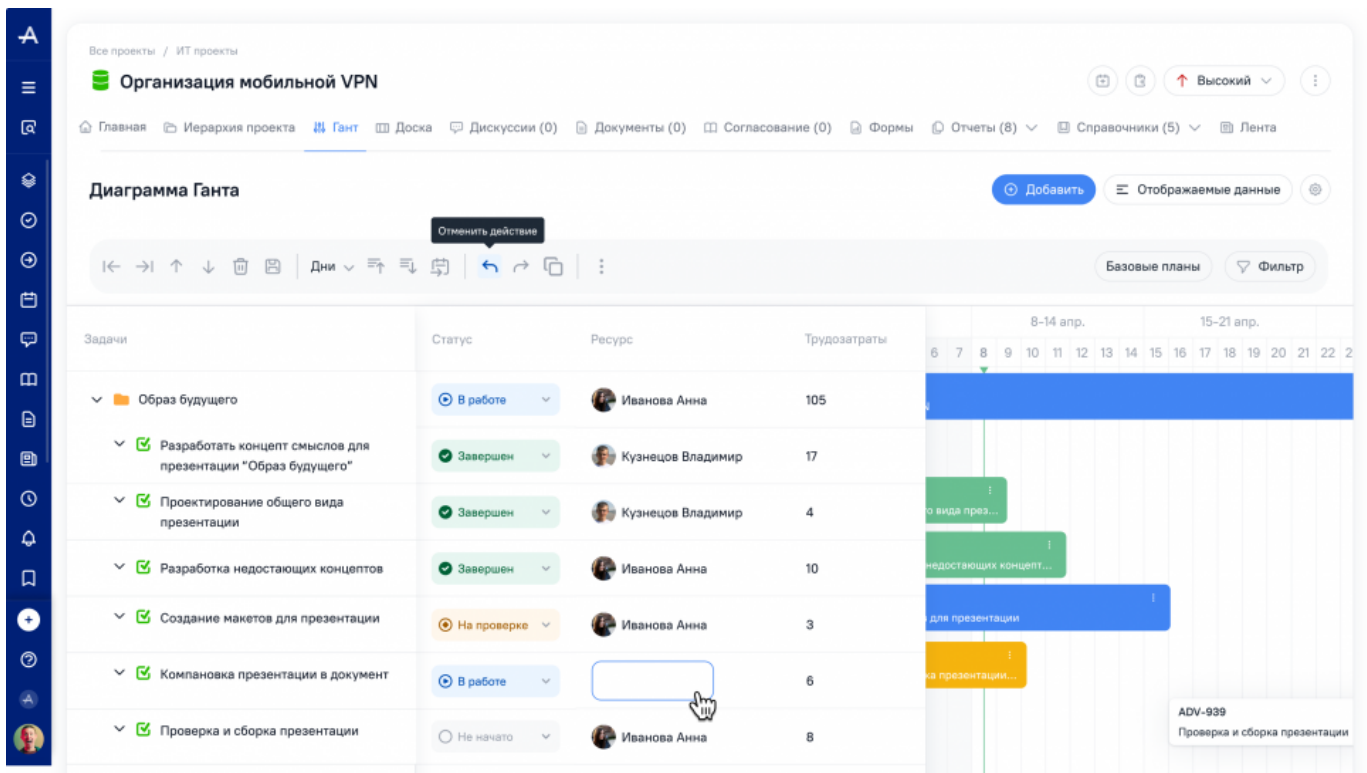 Все проекты / ИТ проекты
Организация мобильной VPN
Высокий
Главная Иерархия проекта Гант Доска Дискуссии (0) Документы (0) Согласование (0) Формы Отчеты (8) Справочники (5) Лента
Диаграмма Ганта
Добавить Отображаемые данные
Отменить действие
Дни
Базовые планы Фильтр
Задачи Статус Ресурс Трудозатраты
8-14 апр. 15-21 апр.
6 7 8 9 10 11 12 13 14 15 16 17 18 19 20 21 22 2
Образ будущего В работе Иванова Анна 105
Разработать концепт смыслов для
презентации "Образ будущего"
Завершен Кузнецов Владимир 17
Проектирование общего вида
презентации
Завершен Кузнецов Владимир 4
о вида през...
Разработка недостающих концептов Завершен Иванова Анна 10
недостающих концепт...
Создание макетов для презентации На проверке Иванова Анна 3
для презентации
Компановка презентации в документ В работе 6
ка презентации...
Проверка и сборка презентации Не начато Иванова Анна 8
ADV-939
Проверка и сборка презентации